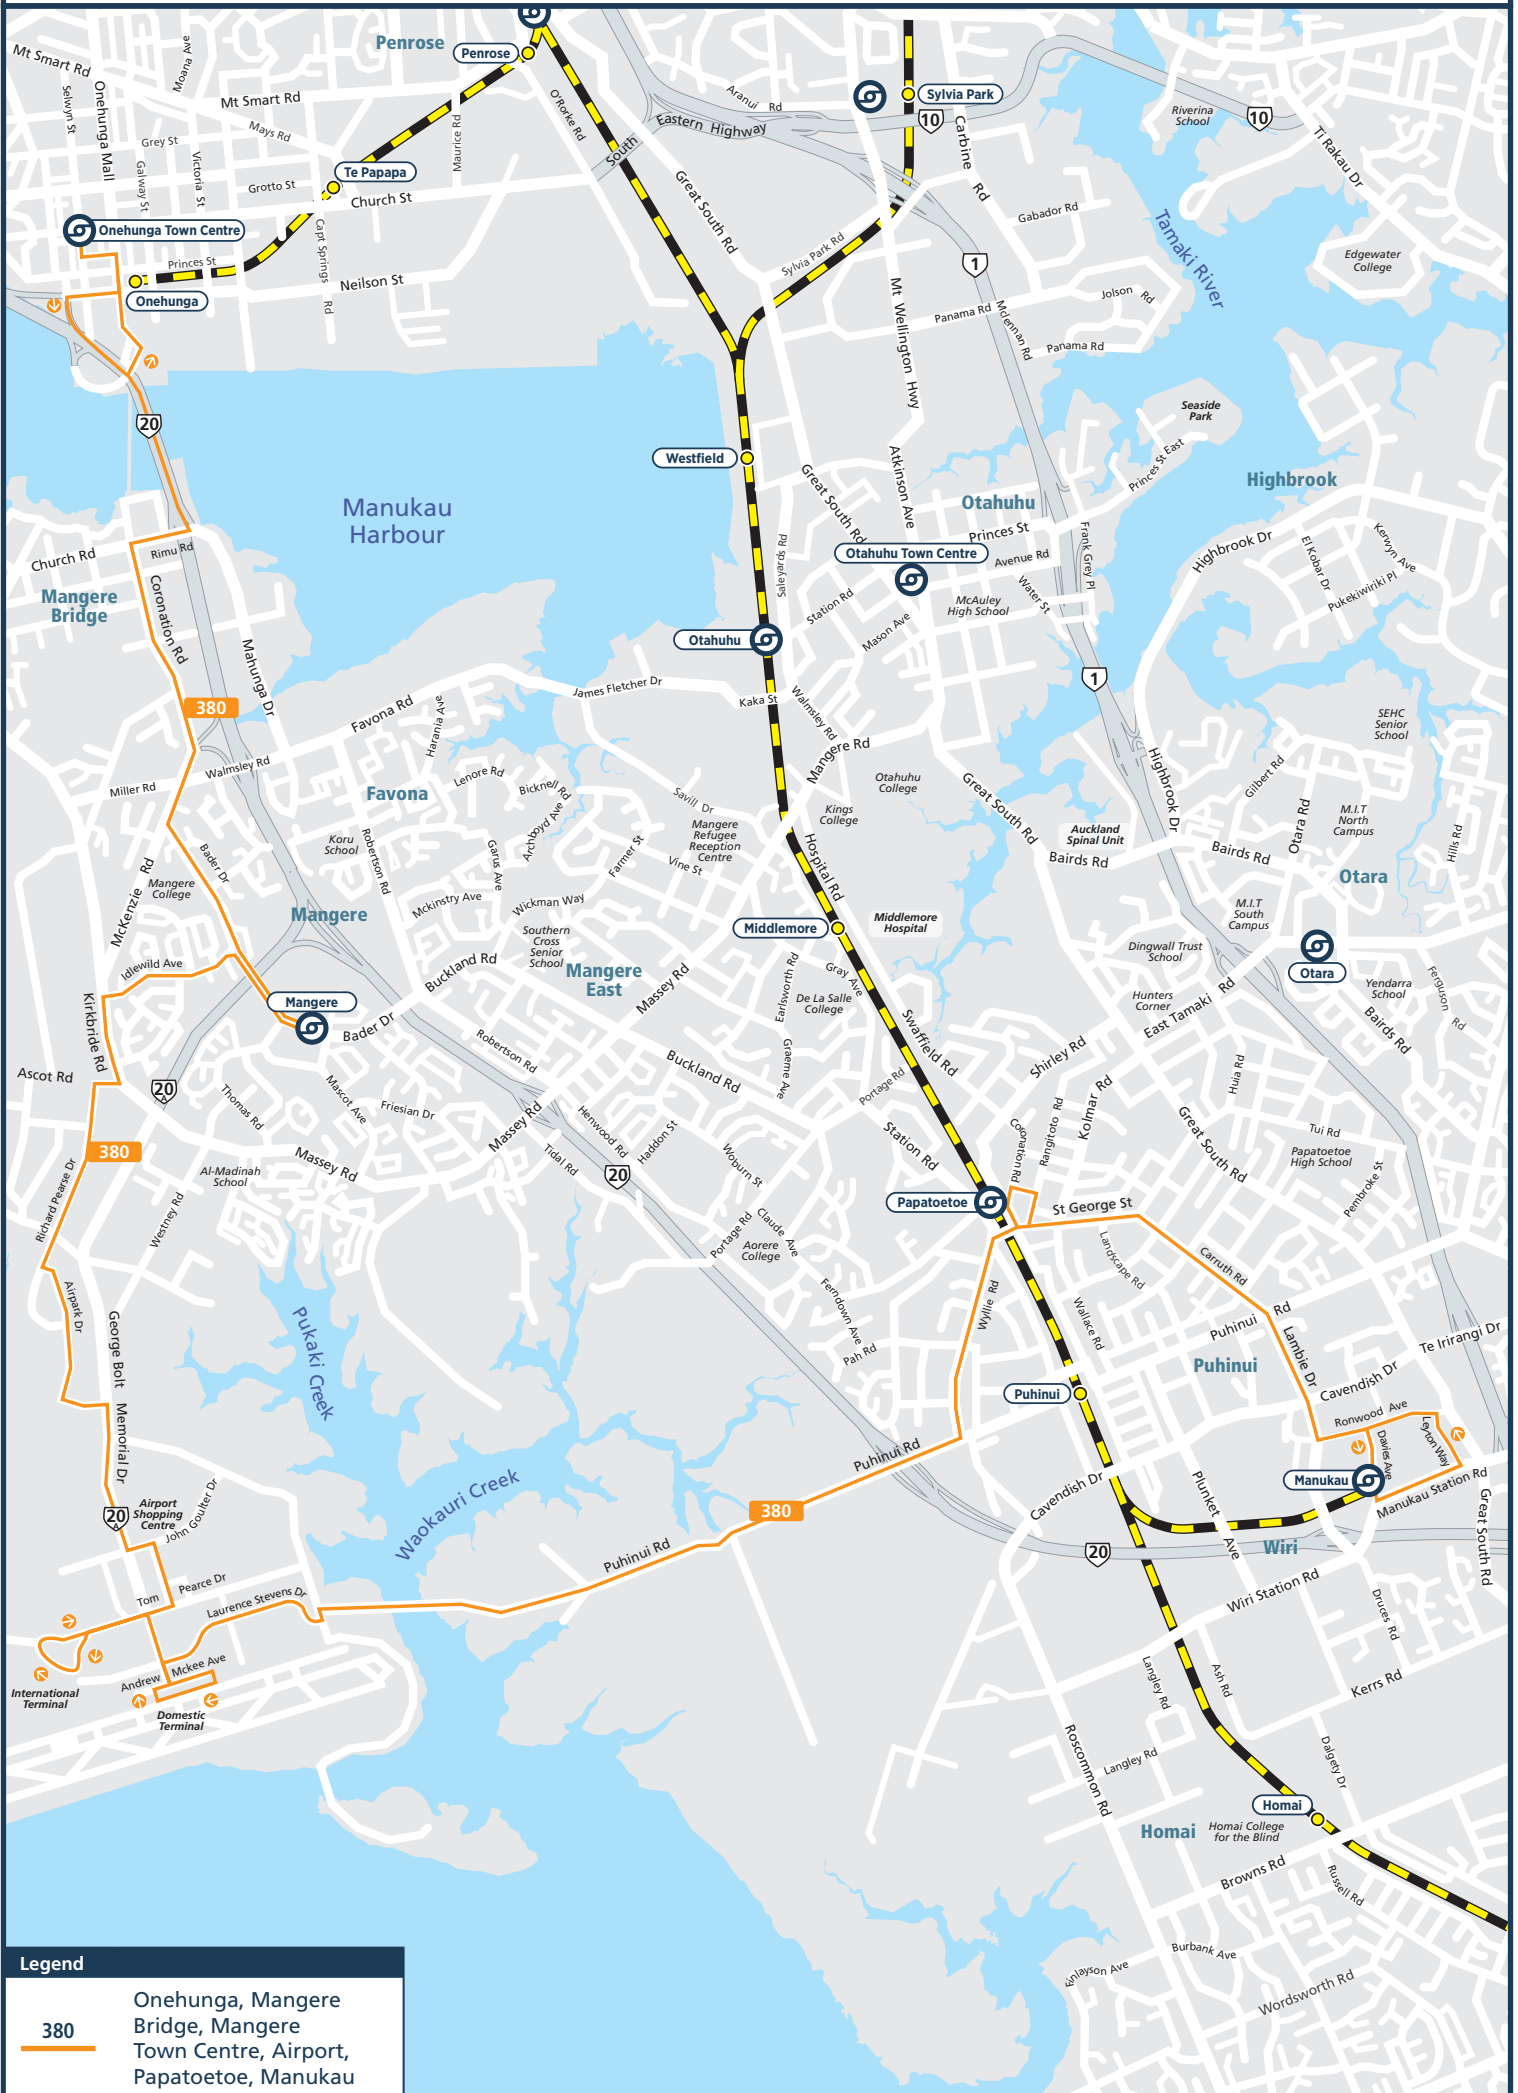 Penrose
Penrose
Mt Smart Rd
Moana Ave
Selwyn St
Onehunga Mall
Mt Smart Rd
Mays Rd
Grey St
Galway St
Victoria St
Grotto St
Maurice Rd
O'Rorke Rd
Te Papapa
Church St
Capt Springs
Rd
Onehunga Town Centre
Princes St
Onehunga
Neilson St
South
Eastern Highway
Aranui Rd
Great South Rd
Sylvia Park
10
Carbine
Rd
Riverina
School
10
Ti Rakau Dr
Gabador Rd
Tamaki River
Edgewater
College
Sylvia Park Rd
1
Mt Wellington Hwy
Panama Rd
Mclennan Rd
Jolson Rd
Panama Rd
20
Seaside
Park
Westfield
Great South Rd
Atkinson Ave
Princes St East
Highbrook
Otahuhu
Manukau
Harbour
Princes St
Otahuhu Town Centre
Avenue Rd
Frank Grey Pl
Highbrook Dr
El Kobar Dr
Kerwyn Ave
Pukekiwiriki Pl
Church Rd
Rimu Rd
Mangere
Bridge
Coronation Rd
Saleyards Rd
Station Rd
McAuley
High School
Water St
Mason Ave
Otahuhu
Mahunga Dr
1
380
Favona Rd
Harania Ave
James Fletcher Dr
Kaka St
Walmsley Rd
Mangere Rd
SEHC
Senior
School
Walmsley Rd
Miller Rd
Favona
Lenore Rd
Bicknell Rd
Archboyd Ave
Savill Dr
Otahuhu
College
Great South Rd
Highbrook Dr
Gilbert Rd
Otara Rd
M.I.T
North
Campus
Hills Rd
Koru
School
Robertson Rd
Garus Ave
Farmer St
Mangere
Refugee
Reception
Centre
Kings
College
Auckland
Spinal Unit
Bairds Rd
Bairds Rd
Bader Dr
Mangere
College
McKenzie Rd
Vine St
Hospital Rd
Otara
Mangere
Mckinstry Ave
Wickman Way
Southern
Cross
Senior
School
Middlemore
Middlemore
Hospital
M.I.T
South
Campus
Dingwall Trust
School
Otara
Idlewild Ave
Buckland Rd
Mangere
East
Massey Rd
Earlsworth Rd
Gray Ave
De La Salle
College
Hunters
Corner
East Tamaki Rd
Yendarra
School
Ferguson Rd
Bairds Rd
Kirkbride Rd
Mangere
Bader Dr
Robertson Rd
Swaffield Rd
Shirley Rd
Ascot Rd
20
A
Thomas Rd
Mascot Ave
Friesian Dr
Buckland Rd
Graeme Ave
Portage Rd
Kolmar Rd
Huia Rd
380
Massey Rd
Massey Rd
Henwood Rd
Haddon St
Tidal Rd
Station Rd
Coronation Rd
Rangitoto Rd
Great South Rd
Tui Rd
Papatoetoe
High School
Al-Madinah
School
Richard Pearse Dr
Westney Rd
20
Woburn St
Papatoetoe
St George St
Pembroke St
Portage Rd
Claude Ave
Aorere
College
Landscape Rd
Carruth Rd
Airpark Dr
George Bolt
Memorial Dr
Pukaki Creek
Ferndown Ave
Wyllie Rd
Wallace Rd
Pah Rd
Puhinui Rd
Puhinui
Lambie Dr
Te Irirangi Dr
Puhinui
Cavendish Dr
Ronwood Ave
Leyton Way
Davies Ave
Waokauri Creek
Puhinui Rd
Cavendish Dr
Plunket Ave
Manukau
Manukau Station Rd
Great South Rd
20
A
Airport
Shopping
Centre
John Goulter Dr
380
Puhinui Rd
20
Wiri
Wiri Station Rd
Druces Rd
Tom Pearce Dr
Laurence Stevens Dr
Andrew Mckee Ave
International
Terminal
Domestic
Terminal
Langley Rd
Ash Rd
Kerrs Rd
Roscommon Rd
Langley Rd
Dalgety Dr
Homai
Homai
Homai College
for the Blind
Browns Rd
Russell Rd
Burbank Ave
Finlayson Ave
Wordsworth Rd
Legend
380
Onehunga, Mangere
Bridge, Mangere
Town Centre, Airport,
Papatoetoe, Manukau